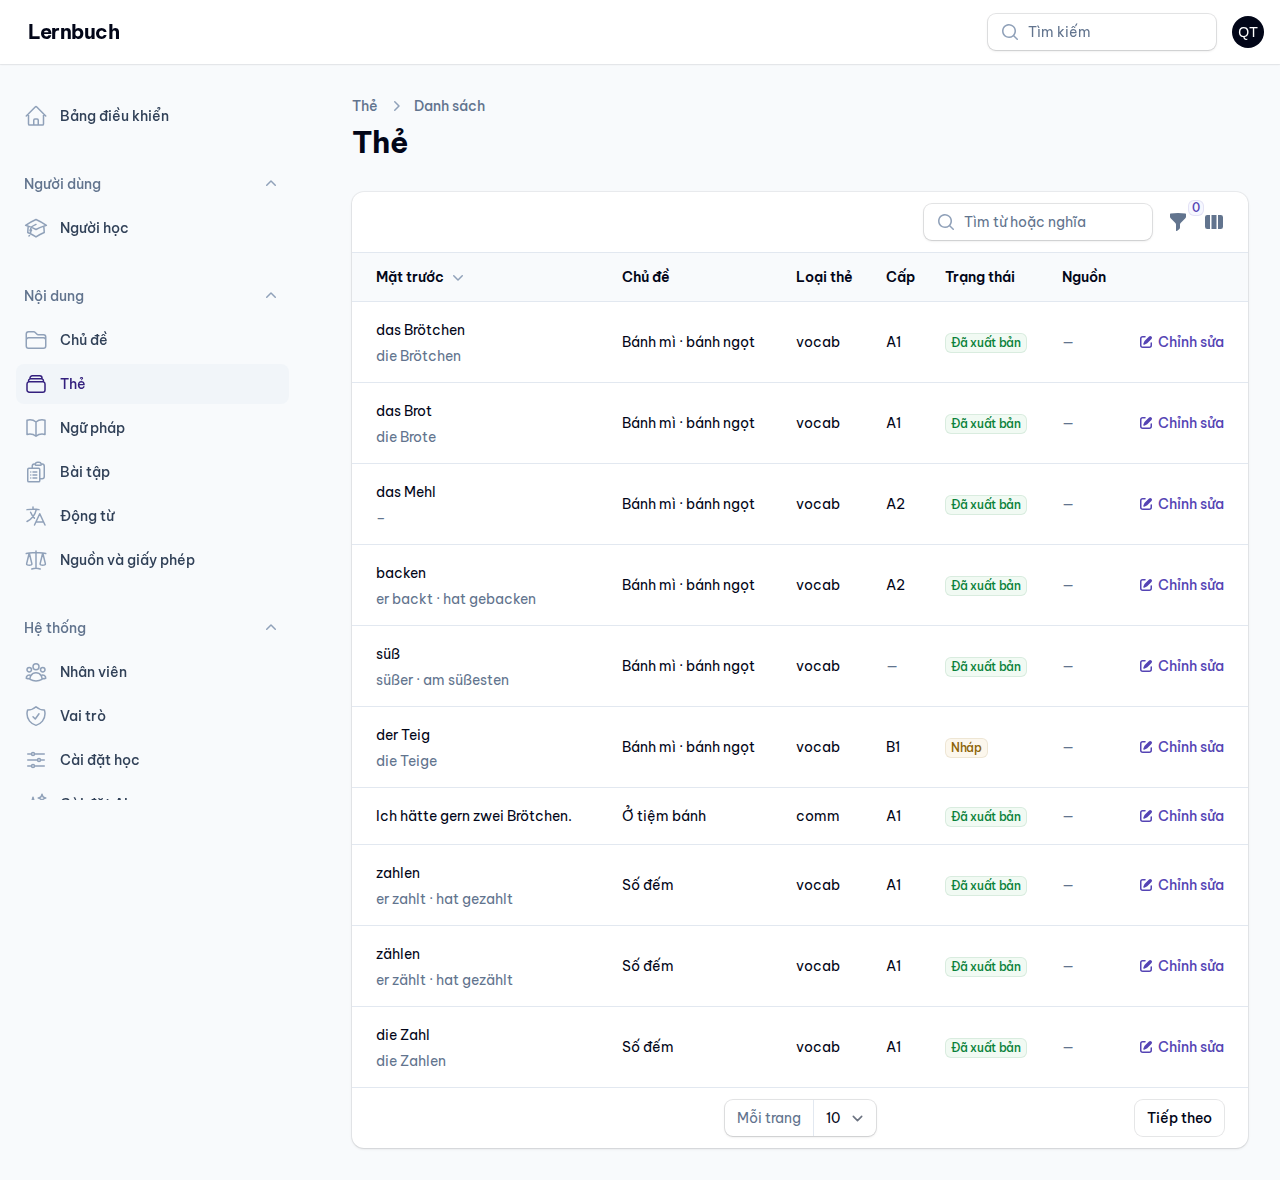 Lernbuch
Tìm kiếm
QT
Bảng điều khiển
Người dùng
Người học
Nội dung
Chủ đề
Thẻ
Ngữ pháp
Bài tập
Động từ
Nguồn và giấy phép
Hệ thống
Nhân viên
Vai trò
Cài đặt học
Cài đặt AI
Thẻ > Danh sách
Thẻ
Tìm từ hoặc nghĩa
0
Mặt trước Chủ đề Loại thẻ Cấp Trạng thái Nguồn
das Brötchen
die Brötchen
Bánh mì · bánh ngọt vocab A1 Đã xuất bản – Chỉnh sửa
das Brot
die Brote
Bánh mì · bánh ngọt vocab A1 Đã xuất bản – Chỉnh sửa
das Mehl
–
Bánh mì · bánh ngọt vocab A2 Đã xuất bản – Chỉnh sửa
backen
er backt · hat gebacken
Bánh mì · bánh ngọt vocab A2 Đã xuất bản – Chỉnh sửa
süß
süßer · am süßesten
Bánh mì · bánh ngọt vocab – Đã xuất bản – Chỉnh sửa
der Teig
die Teige
Bánh mì · bánh ngọt vocab B1 Nháp – Chỉnh sửa
Ich hätte gern zwei Brötchen. Ở tiệm bánh comm A1 Đã xuất bản – Chỉnh sửa
zahlen
er zahlt · hat gezahlt
Số đếm vocab A1 Đã xuất bản – Chỉnh sửa
zählen
er zählt · hat gezählt
Số đếm vocab A1 Đã xuất bản – Chỉnh sửa
die Zahl
die Zahlen
Số đếm vocab A1 Đã xuất bản – Chỉnh sửa
Mỗi trang 10
Tiếp theo